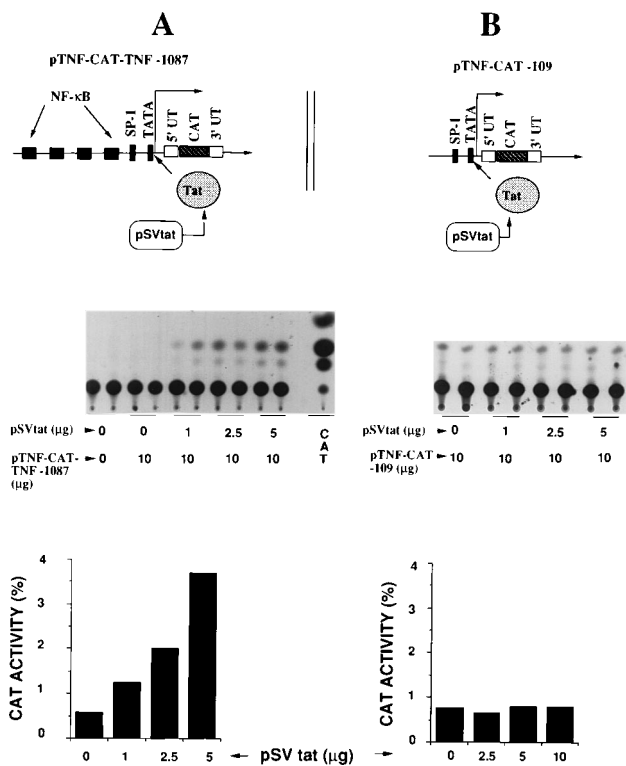 A
pTNF-CAT-TNF -1087
NF-κB
SP-1
TATA
5' UT
CAT
3' UT
Tat
pSVtat
B
pTNF-CAT -109
SP-1
TATA
5' UT
CAT
3' UT
Tat
pSVtat
pSVtat (μg) 0 0 1 2.5 5
pTNF-CAT- 0 10 10 10 10
TNF -1087
(μg)
CAT
pSVtat (μg) 0 1 2.5 5
pTNF-CAT 10 10 10 10
-109
(μg)
CAT ACTIVITY (%)
4
3
2
1
0
0 1 2.5 5
pSV tat (μg)
CAT ACTIVITY (%)
4
3
2
1
0
0 2.5 5 10